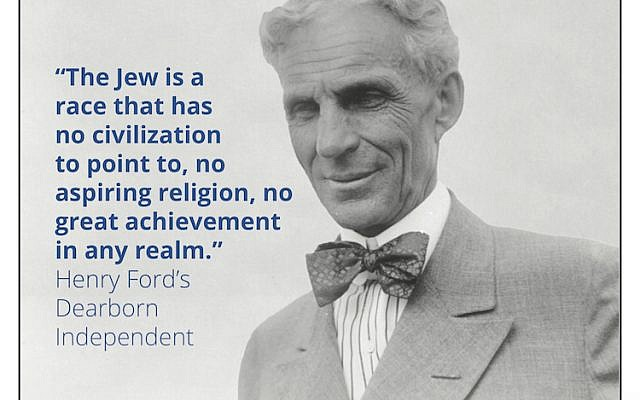 “The Jew is a
race that has
no civilization
to point to, no
aspiring religion, no
great achievement
in any realm.”
Henry Ford’s
Dearborn
Independent